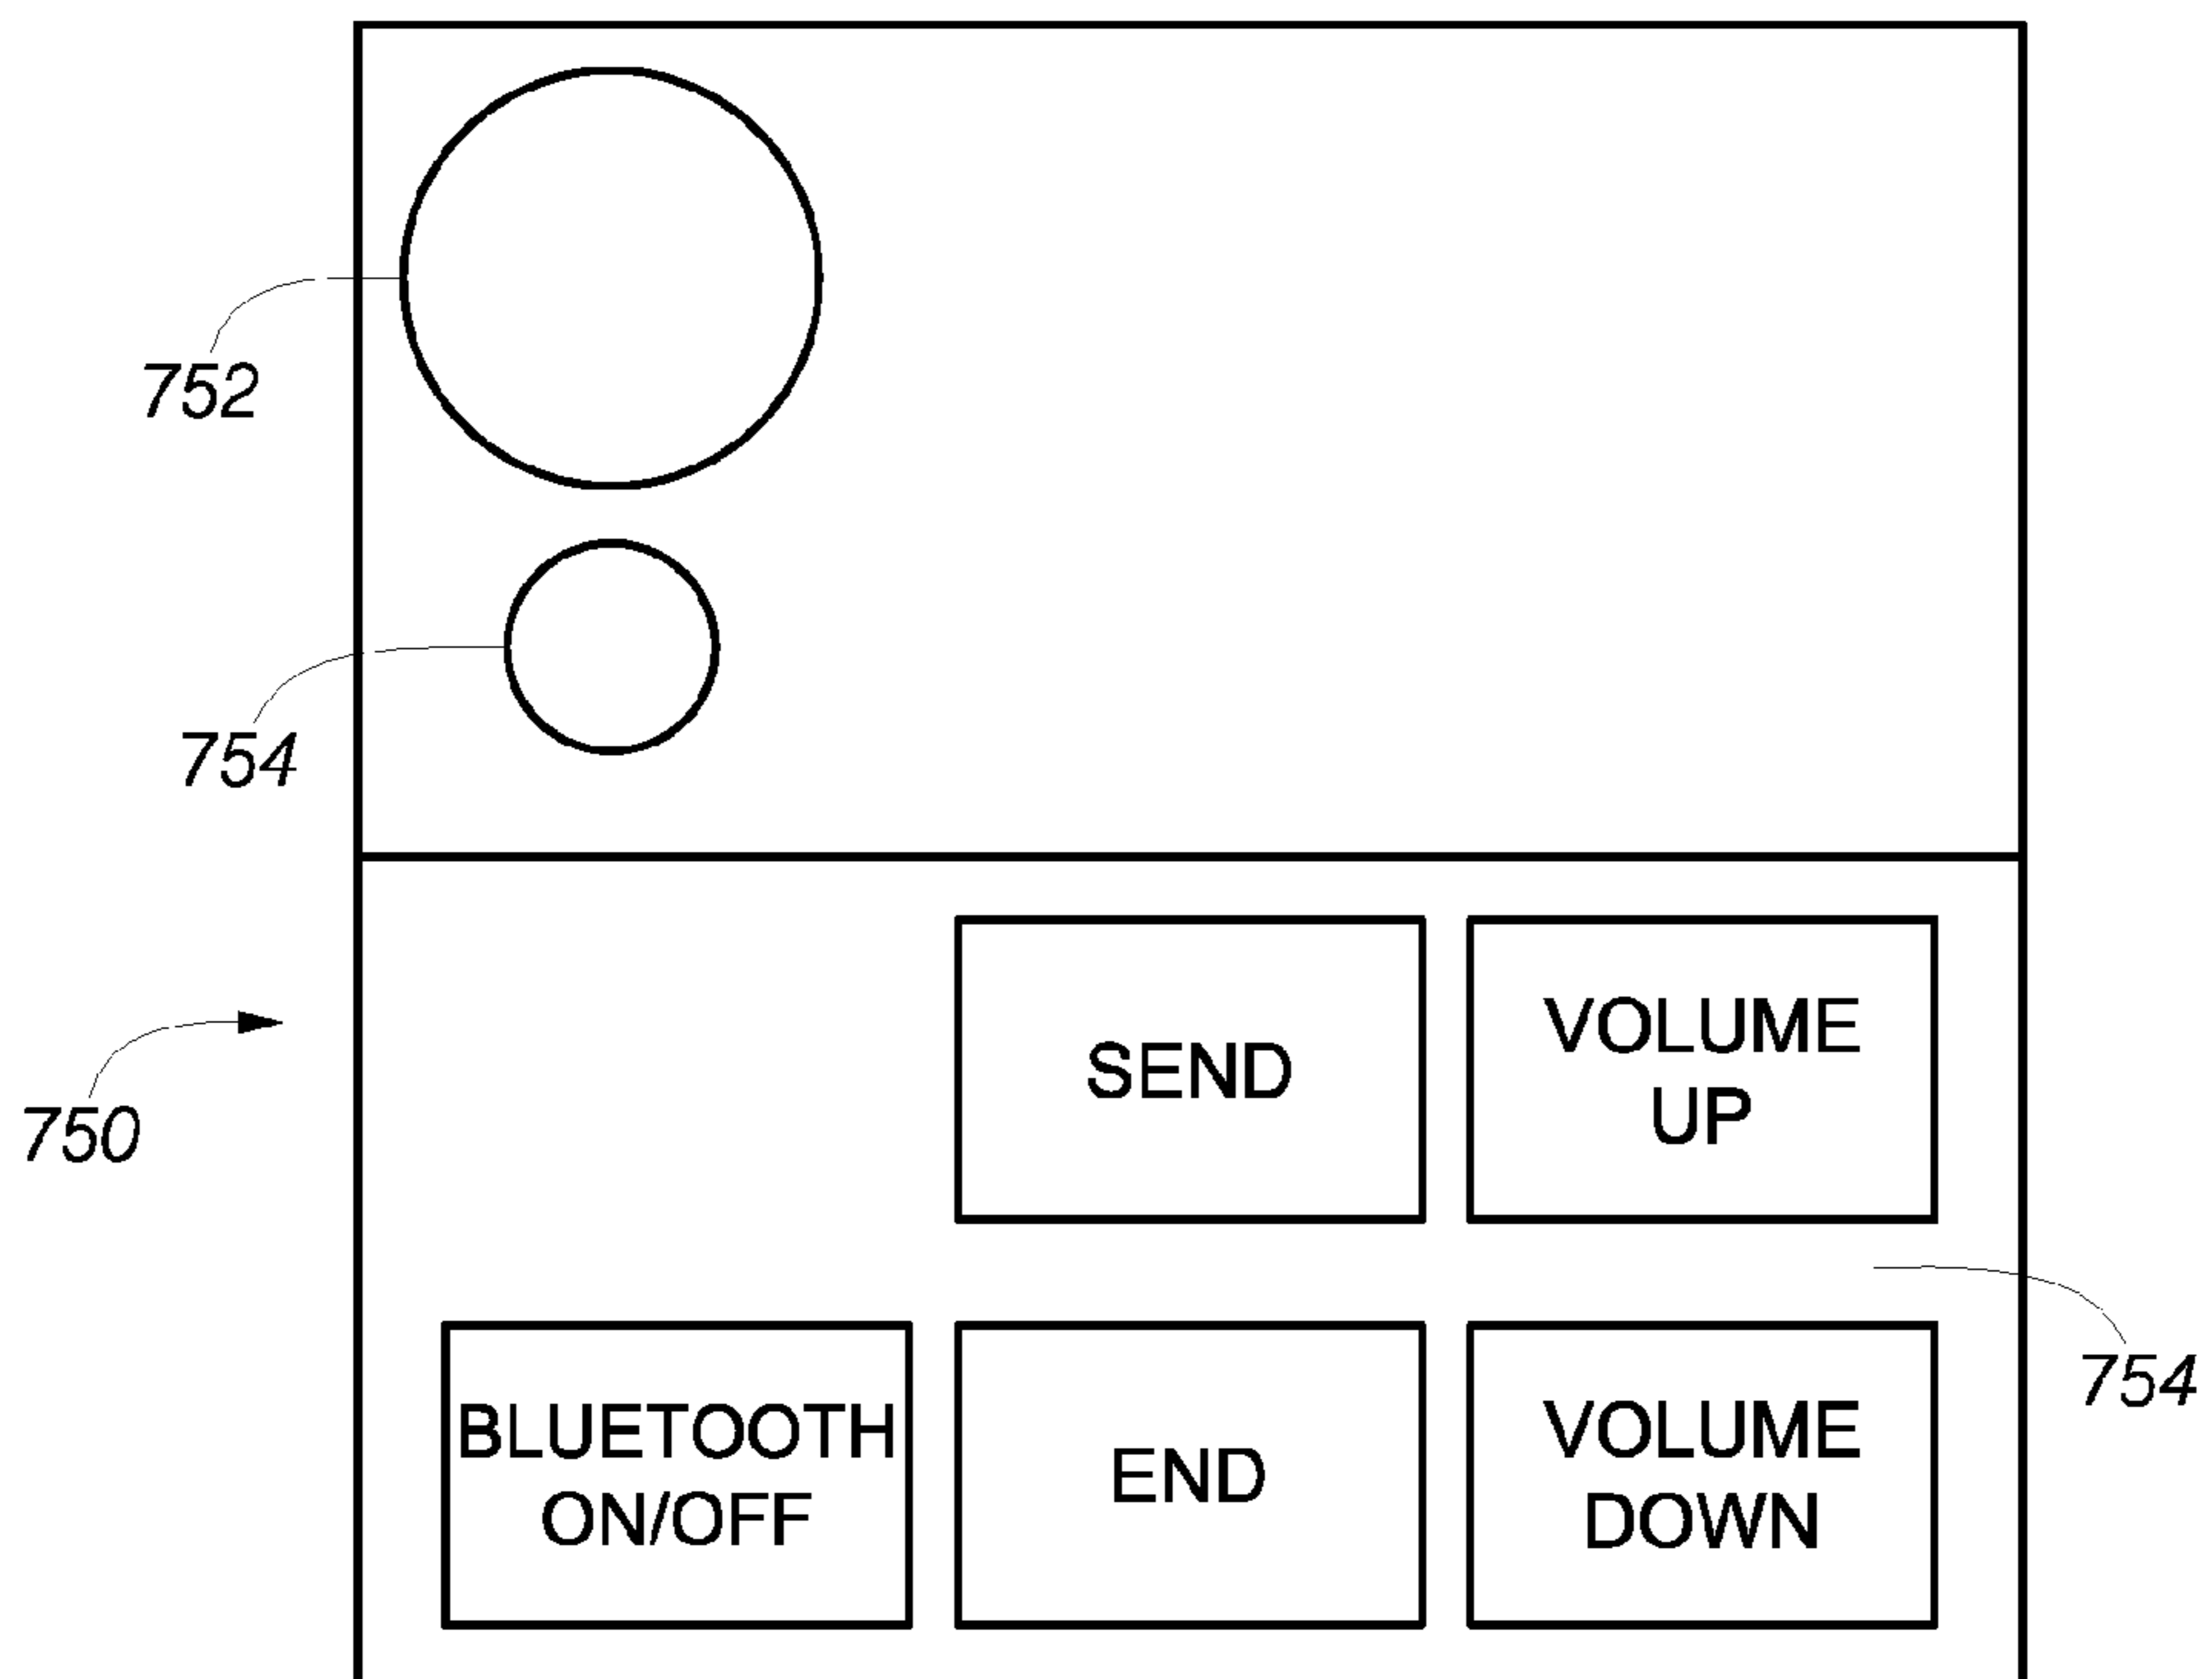 752
754
750
SEND
VOLUME
UP
754
BLUETOOTH
ON/OFF
END
VOLUME
DOWN